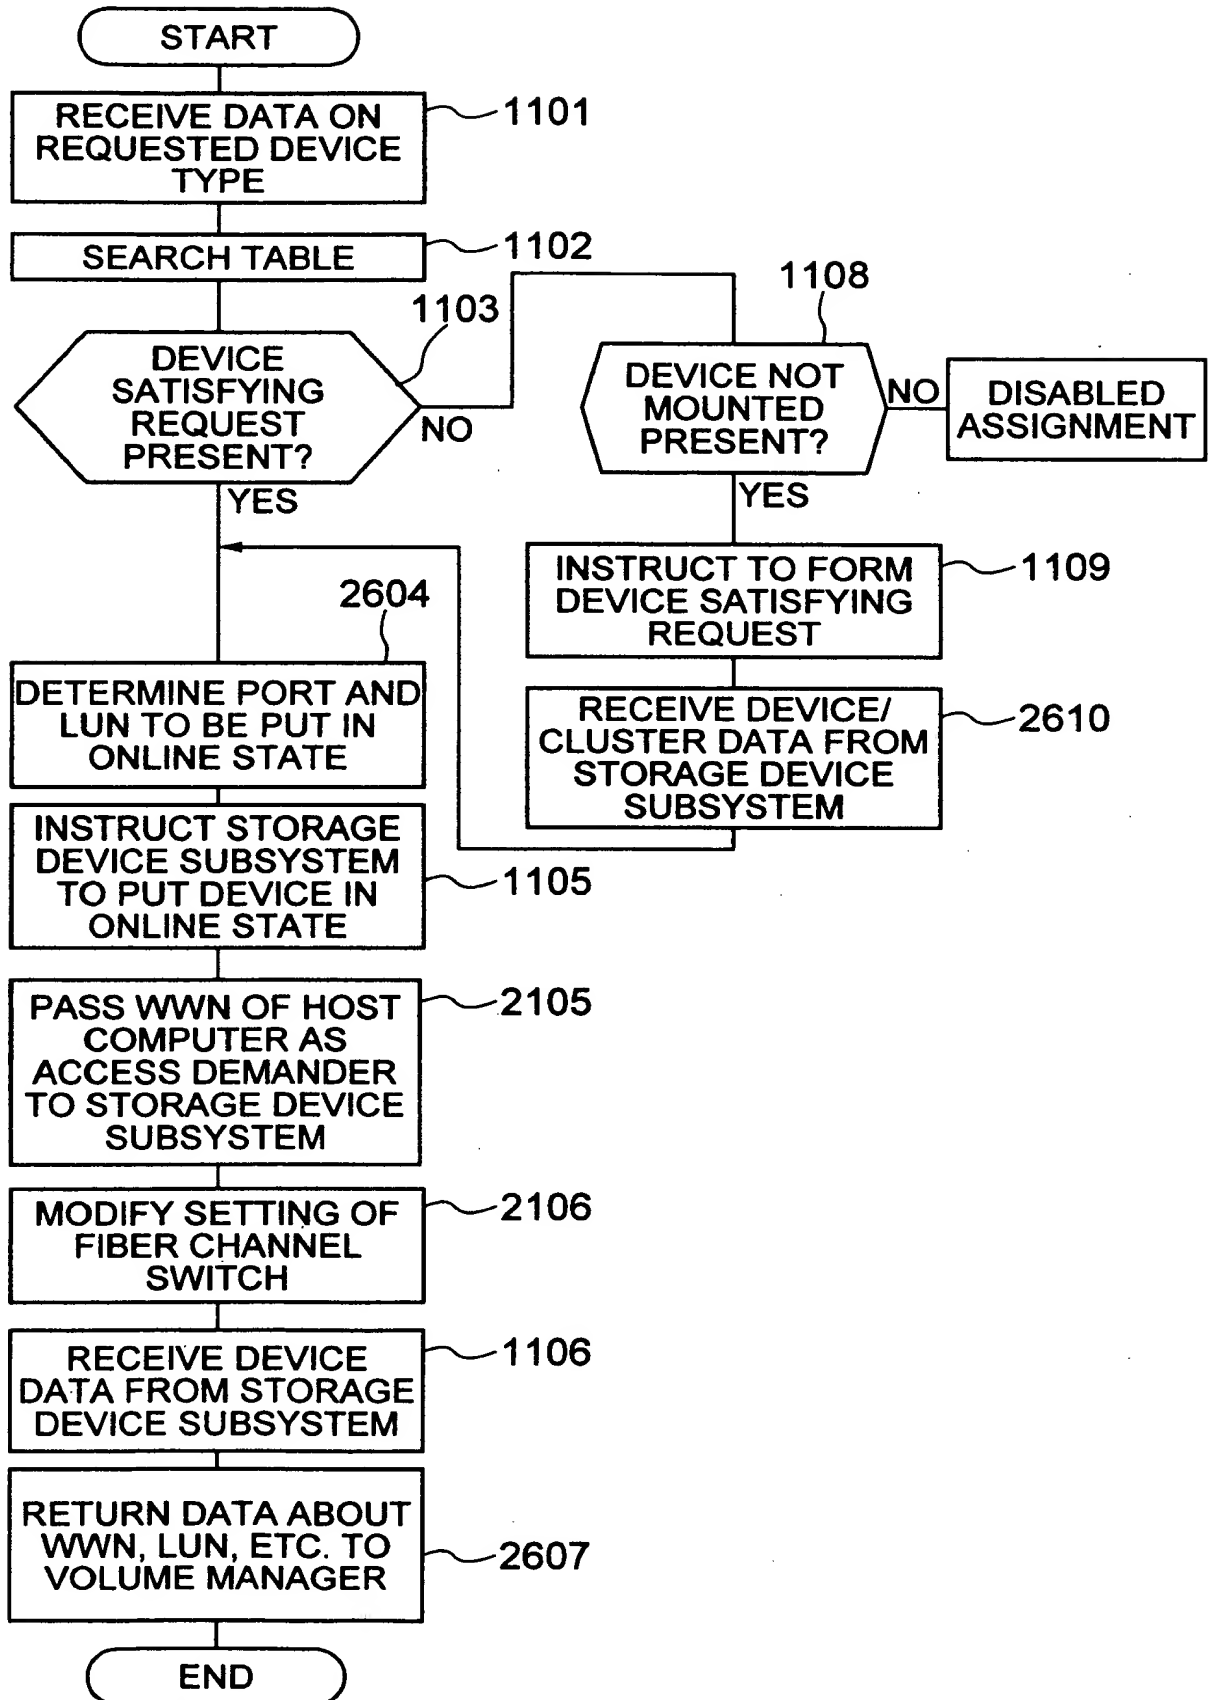 START
RECEIVE DATA ON
REQUESTED DEVICE
TYPE
1101
SEARCH TABLE
1102
DEVICE
SATISFYING
REQUEST
PRESENT?
1103
NO
YES
DEVICE NOT
MOUNTED
PRESENT?
1108
NO
DISABLED
ASSIGNMENT
YES
INSTRUCT TO FORM
DEVICE SATISFYING
REQUEST
1109
RECEIVE DEVICE/
CLUSTER DATA FROM
STORAGE DEVICE
SUBSYSTEM
2610
2604
DETERMINE PORT AND
LUN TO BE PUT IN
ONLINE STATE
INSTRUCT STORAGE
DEVICE SUBSYSTEM
TO PUT DEVICE IN
ONLINE STATE
1105
PASS WWN OF HOST
COMPUTER AS
ACCESS DEMANDER
TO STORAGE DEVICE
SUBSYSTEM
2105
MODIFY SETTING OF
FIBER CHANNEL
SWITCH
2106
RECEIVE DEVICE
DATA FROM STORAGE
DEVICE SUBSYSTEM
1106
RETURN DATA ABOUT
WWN, LUN, ETC. TO
VOLUME MANAGER
2607
END